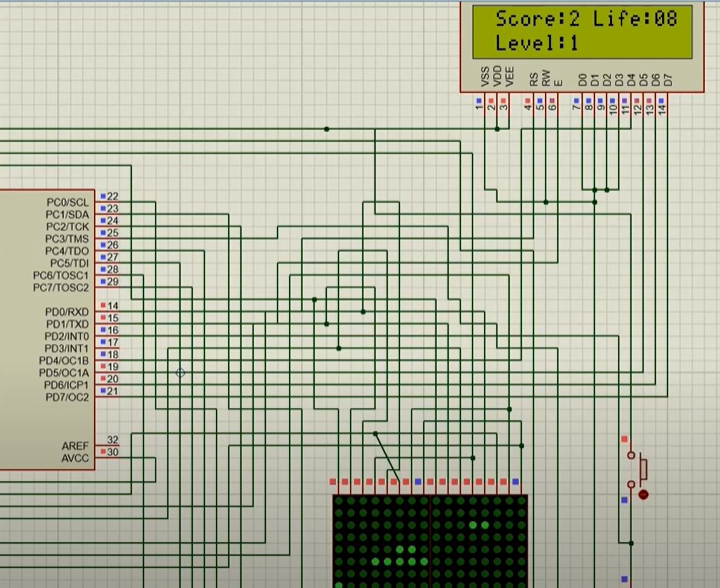 Score:2 Life:08
Level:1
VSS
VDD
VEE
RS
RW
E
D0
D1
D2
D3
D4
D5
D6
D7
1
2
3
4
5
6
7
8
9
10
11
12
13
14
PC0/SCL 22
PC1/SDA 23
PC2/TCK 24
PC3/TMS 25
PC4/TDO 26
PC5/TDI 27
PC6/TOSC1 28
PC7/TOSC2 29
PD0/RXD 14
PD1/TXD 15
PD2/INT0 16
PD3/INT1 17
PD4/OC1B 18
PD5/OC1A 19
PD6/ICP1 20
PD7/OC2 21
AREF 32
AVCC 30